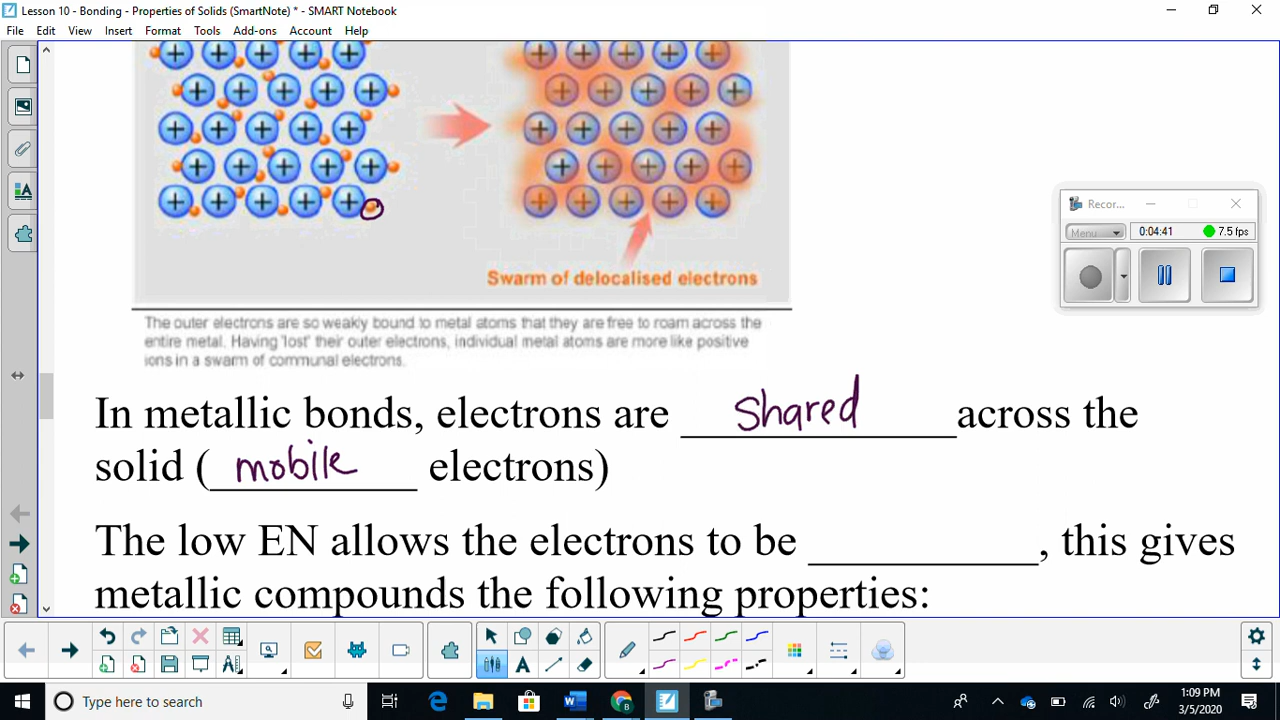 Lesson 10 - Bonding - Properties of Solids (SmartNote) * - SMART Notebook
File Edit View Insert Format Tools Add-ons Account Help
Swarm of delocalised electrons
The outer electrons are so weakly bound to metal atoms that they are free to roam across the
entire metal. Having 'lost' their outer electrons, individual metal atoms are more like positive
ions in a swarm of communal electrons.
Recor...
Menu 0:04:41 7.5 fps
In metallic bonds, electrons are shared across the
solid (mobile electrons)
The low EN allows the electrons to be ____________, this gives
metallic compounds the following properties:
Type here to search
1:09 PM
3/5/2020